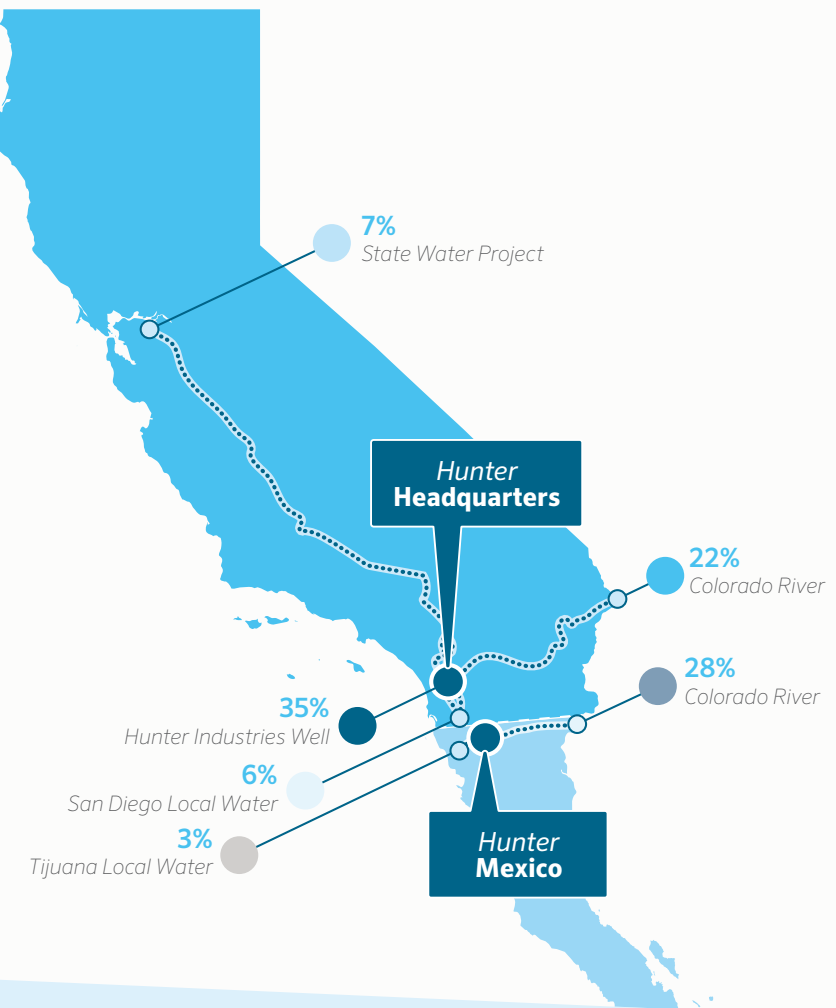 7%
State Water Project
Hunter
Headquarters
22%
Colorado River
28%
Colorado River
35%
Hunter Industries Well
6%
San Diego Local Water
3%
Tijuana Local Water
Hunter
Mexico